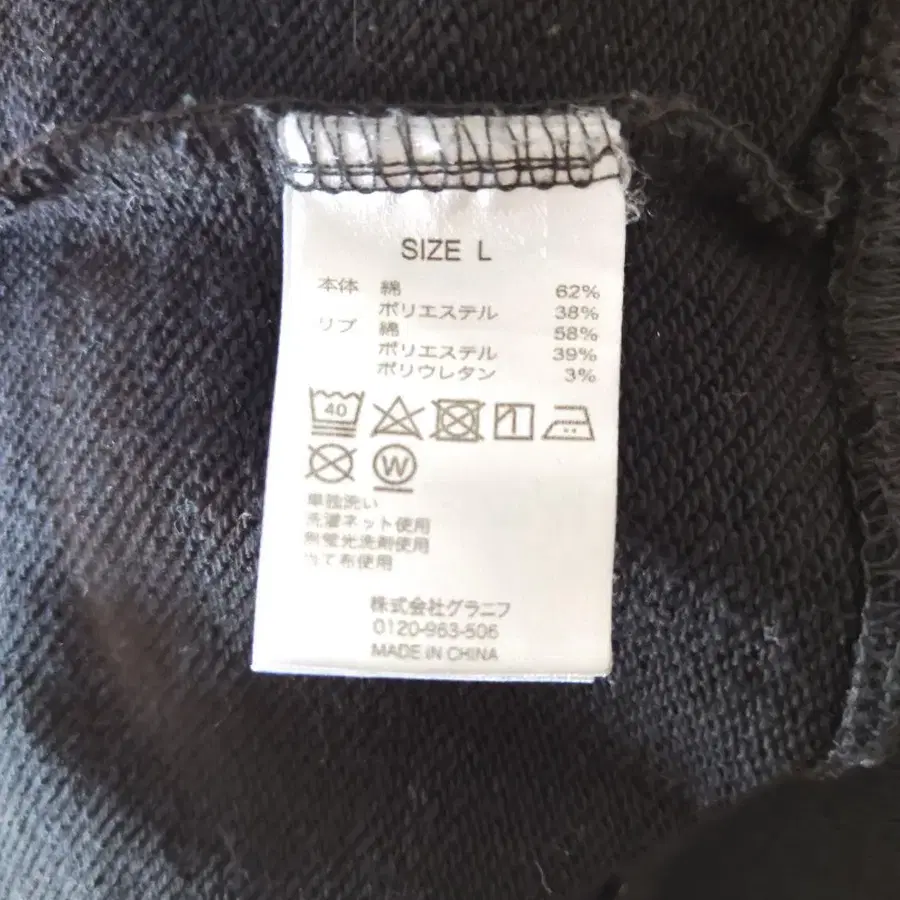 SIZE L
本体 綿 62%
ポリエステル 38%
リブ 綿 58%
ポリエステル 39%
ポリウレタン 3%
40
W
単独洗い
洗濯ネット使用
無蛍光洗剤使用
当て布使用
株式会社グラニフ
0120-963-506
MADE IN CHINA